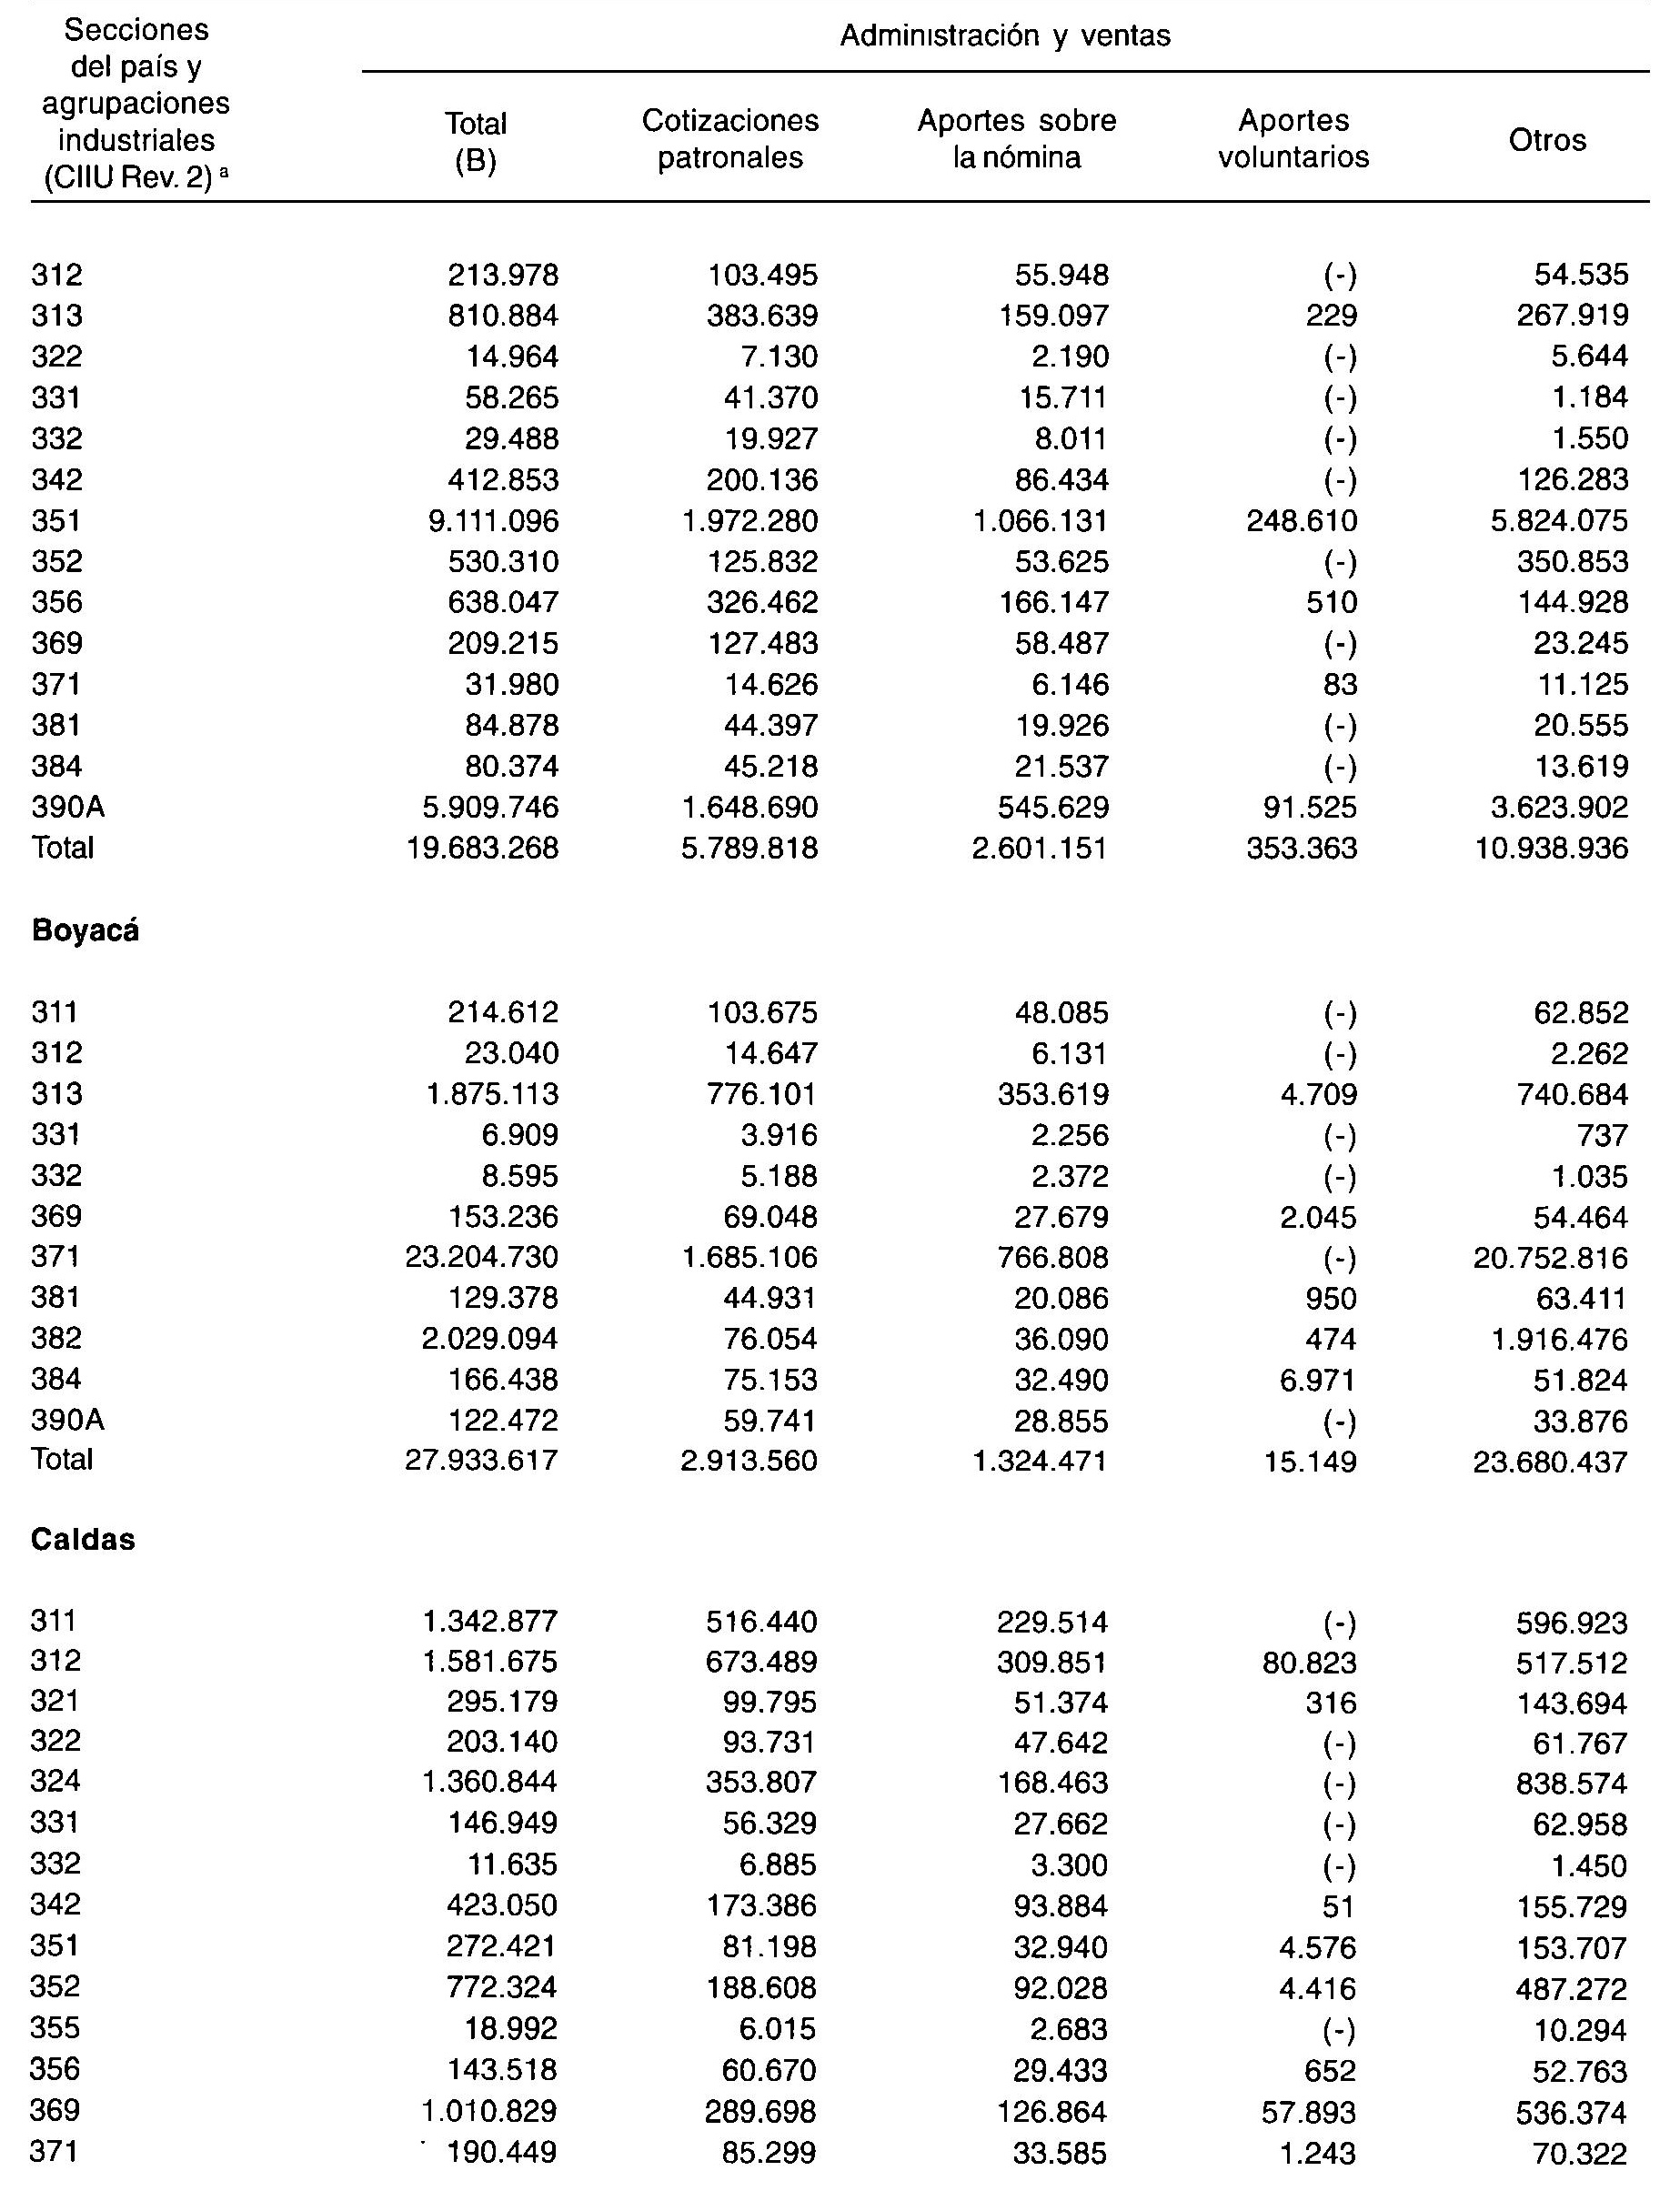 Secciones
del país y
agrupaciones
industriales
(CIIU Rev. 2) a
Administración y ventas
Total
(B)
Cotizaciones
patronales
Aportes sobre
la nómina
Aportes
voluntarios
Otros
312 213.978 103.495 55.948 (-) 54.535
313 810.884 383.639 159.097 229 267.919
322 14.964 7.130 2.190 (-) 5.644
331 58.265 41.370 15.711 (-) 1.184
332 29.488 19.927 8.011 (-) 1.550
342 412.853 200.136 86.434 (-) 126.283
351 9.111.096 1.972.280 1.066.131 248.610 5.824.075
352 530.310 125.832 53.625 (-) 350.853
356 638.047 326.462 166.147 510 144.928
369 209.215 127.483 58.487 (-) 23.245
371 31.980 14.626 6.146 83 11.125
381 84.878 44.397 19.926 (-) 20.555
384 80.374 45.218 21.537 (-) 13.619
390A 5.909.746 1.648.690 545.629 91.525 3.623.902
Total 19.683.268 5.789.818 2.601.151 353.363 10.938.936
Boyacá
311 214.612 103.675 48.085 (-) 62.852
312 23.040 14.647 6.131 (-) 2.262
313 1.875.113 776.101 353.619 4.709 740.684
331 6.909 3.916 2.256 (-) 737
332 8.595 5.188 2.372 (-) 1.035
369 153.236 69.048 27.679 2.045 54.464
371 23.204.730 1.685.106 766.808 (-) 20.752.816
381 129.378 44.931 20.086 950 63.411
382 2.029.094 76.054 36.090 474 1.916.476
384 166.438 75.153 32.490 6.971 51.824
390A 122.472 59.741 28.855 (-) 33.876
Total 27.933.617 2.913.560 1.324.471 15.149 23.680.437
Caldas
311 1.342.877 516.440 229.514 (-) 596.923
312 1.581.675 673.489 309.851 80.823 517.512
321 295.179 99.795 51.374 316 143.694
322 203.140 93.731 47.642 (-) 61.767
324 1.360.844 353.807 168.463 (-) 838.574
331 146.949 56.329 27.662 (-) 62.958
332 11.635 6.885 3.300 (-) 1.450
342 423.050 173.386 93.884 51 155.729
351 272.421 81.198 32.940 4.576 153.707
352 772.324 188.608 92.028 4.416 487.272
355 18.992 6.015 2.683 (-) 10.294
356 143.518 60.670 29.433 652 52.763
369 1.010.829 289.698 126.864 57.893 536.374
371 190.449 85.299 33.585 1.243 70.322